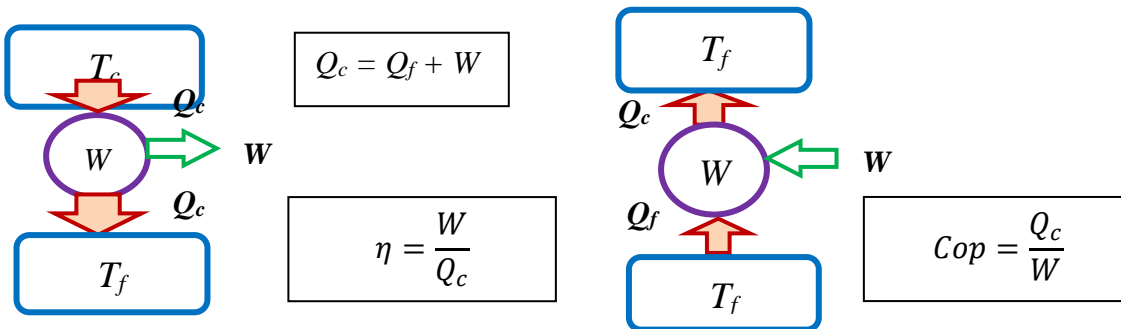 T_c
Q_c
W
W
Q_c
T_f
Q_c = Q_f + W
η = W / Q_c
T_f
Q_c
W
W
Q_f
T_f
Cop = Q_c / W